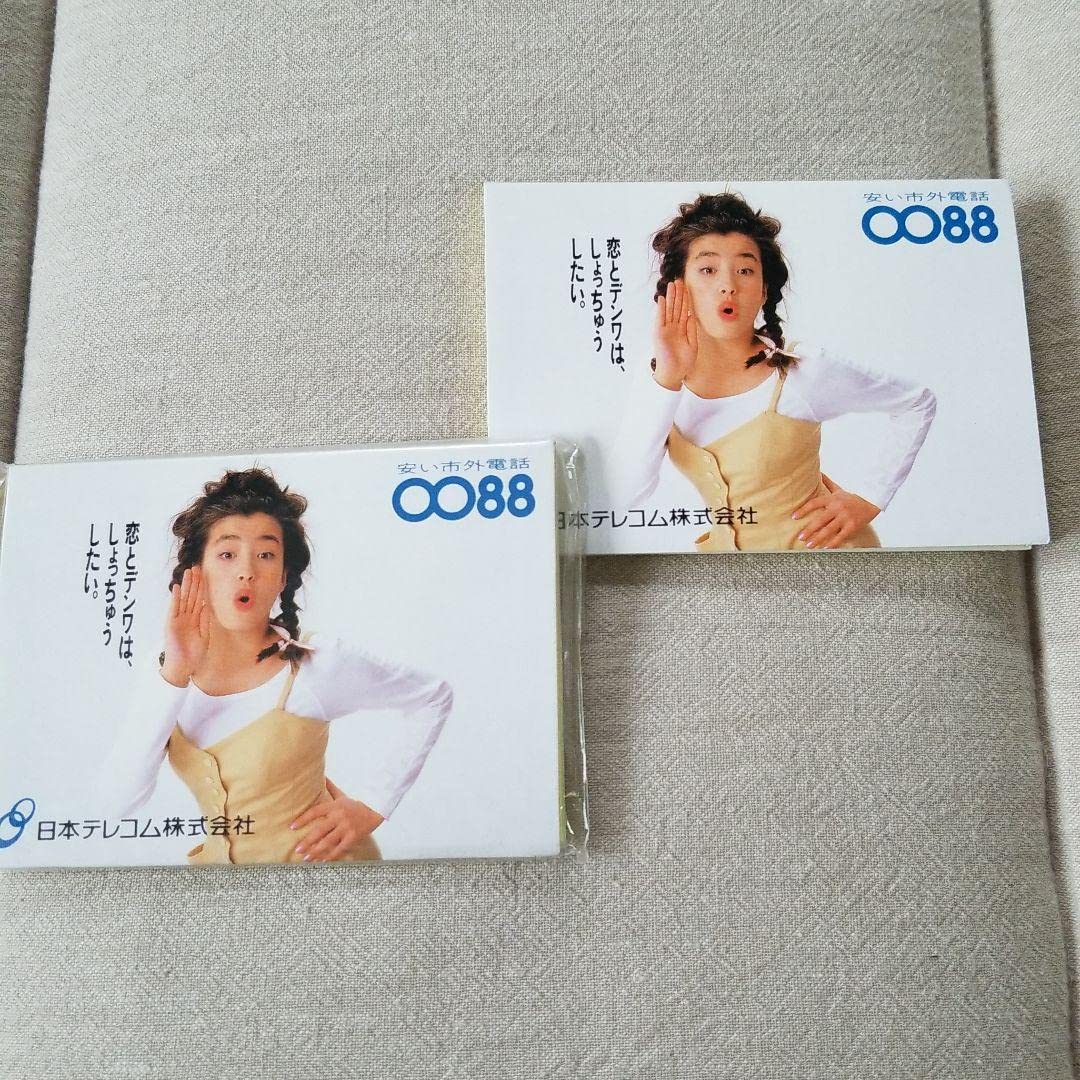 安い市外電話
0088
恋とデンワは、
しょっちゅう
したい。
日本テレコム株式会社
安い市外電話
0088
恋とデンワは、
しょっちゅう
したい。
日本テレコム株式会社